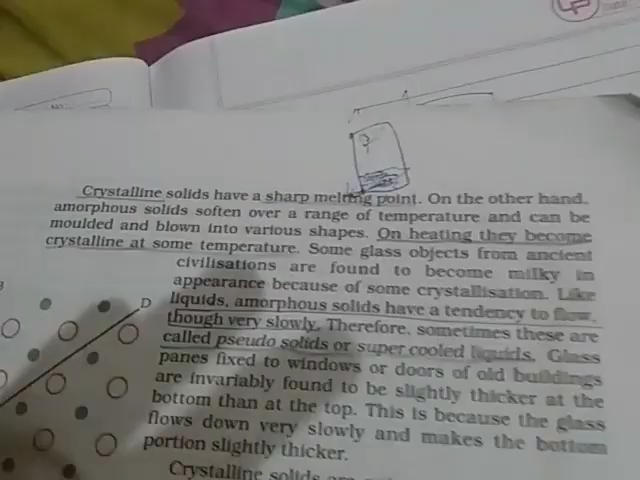 Crystalline solids have a sharp melting point. On the other hand,
amorphous solids soften over a range of temperature and can be
moulded and blown into various shapes. On heating they become
crystalline at some temperature. Some glass objects from ancient
civilisations are found to become milky in
appearance because of some crystallisation. Like
liquids, amorphous solids have a tendency to flow,
though very slowly. Therefore, sometimes these are
called pseudo solids or super cooled liquids. Glass
panes fixed to windows or doors of old buildings
are invariably found to be slightly thicker at the
bottom than at the top. This is because the glass
flows down very slowly and makes the bottom
portion slightly thicker.
Crystalline solids
D